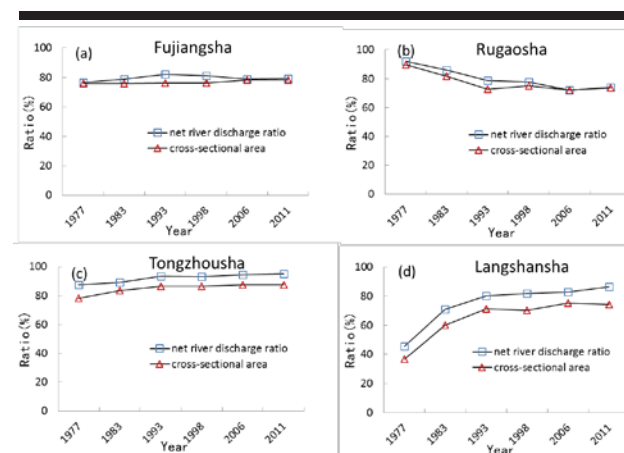 (a) Fujiangsha
100
80
60
40
20
0
Ratio(%)
net river discharge ratio
cross-sectional area
1977 1983 1993 1998 2006 2011
Year
(b) Rugaosha
100
80
60
40
20
0
Ratio(%)
net river discharge ratio
cross-sectional area
1977 1983 1993 1998 2006 2011
Year
(c) Tongzhousha
100
80
60
40
20
0
Ratio(%)
net river discharge ratio
cross-sectional area
1977 1983 1993 1998 2006 2011
Year
(d) Langshansha
100
80
60
40
20
0
Ratio(%)
net river discharge ratio
cross-sectional area
1977 1983 1993 1998 2006 2011
Year